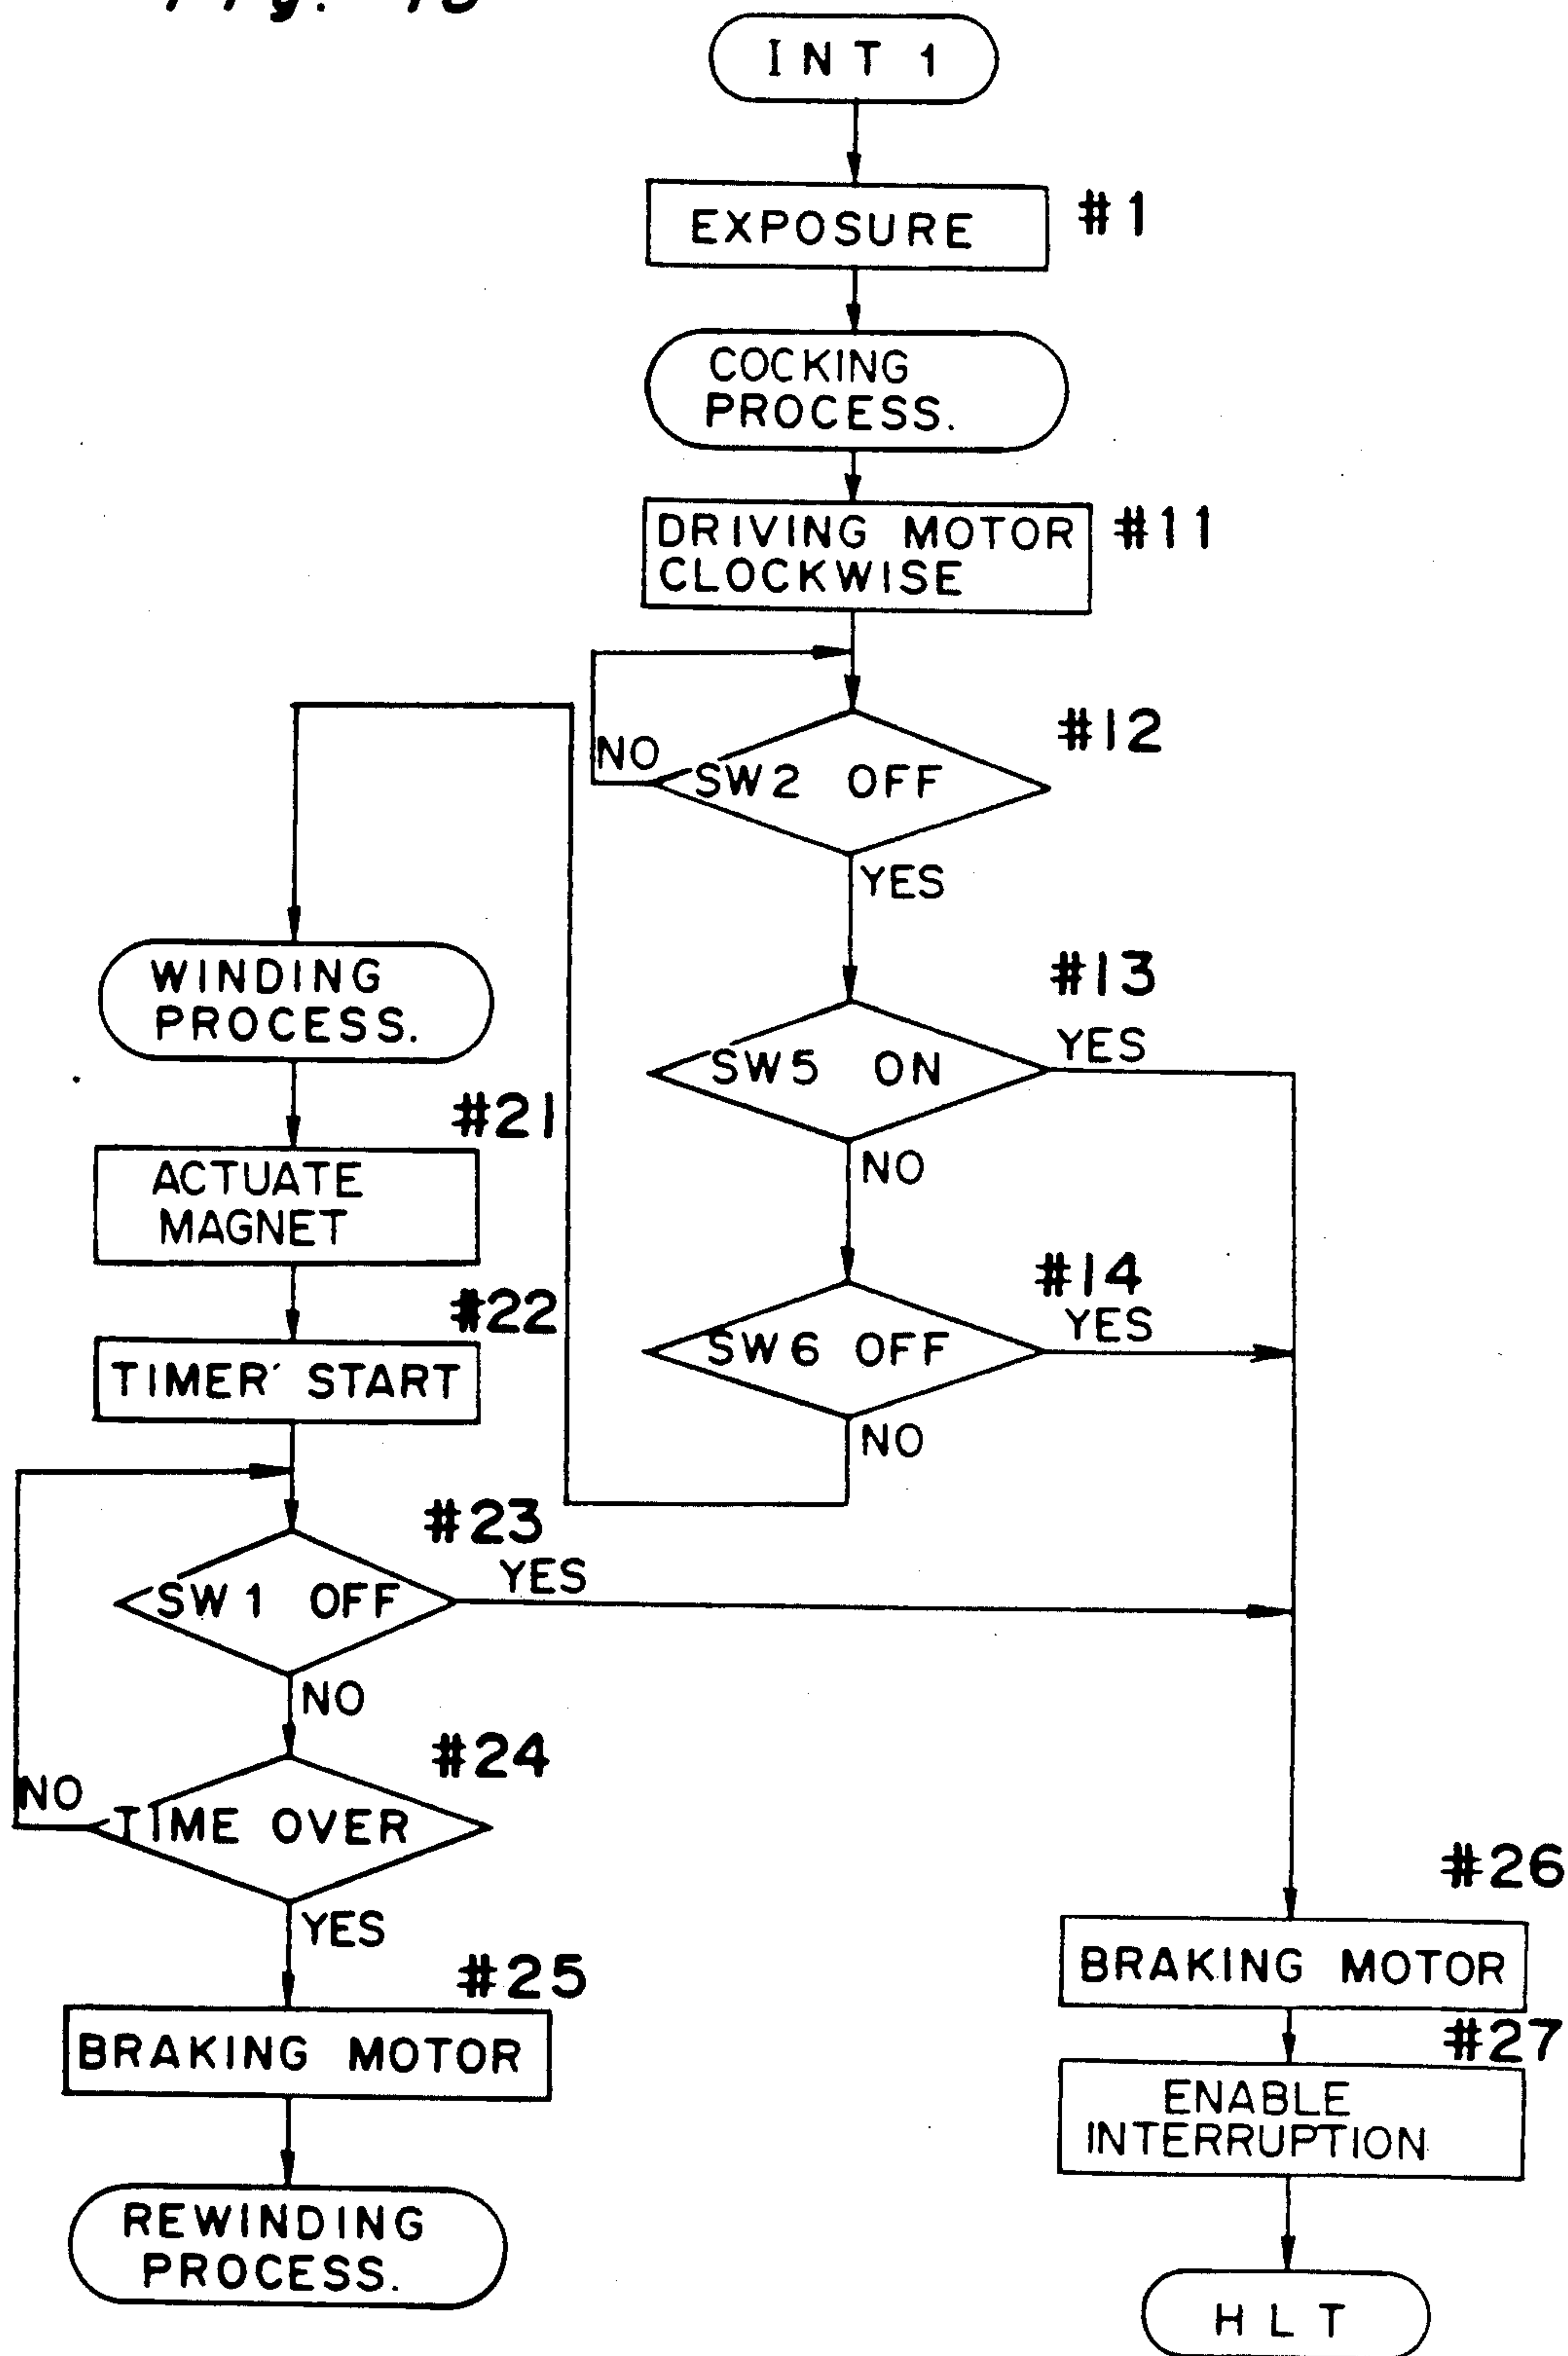 INT 1
EXPOSURE #1
COCKING
PROCESS.
DRIVING MOTOR #11
CLOCKWISE
#12
NO SW2 OFF
YES
#13
SW5 ON YES
NO
#14
SW6 OFF YES
NO
WINDING
PROCESS.
#21
ACTUATE
MAGNET
#22
TIMER START
#23
SW1 OFF YES
NO
#24
NO TIME OVER
YES
#25
BRAKING MOTOR
REWINDING
PROCESS.
#26
BRAKING MOTOR
#27
ENABLE
INTERRUPTION
HLT